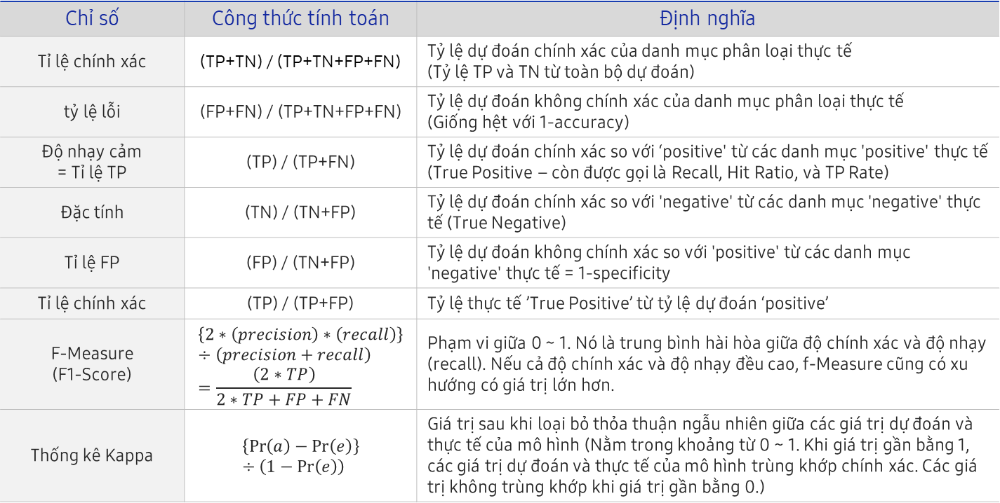 Chỉ số
Công thức tính toán
Định nghĩa
Tỉ lệ chính xác
(TP+TN) / (TP+TN+FP+FN)
Tỷ lệ dự đoán chính xác của danh mục phân loại thực tế
(Tỷ lệ TP và TN từ toàn bộ dự đoán)
tỷ lệ lỗi
(FP+FN) / (TP+TN+FP+FN)
Tỷ lệ dự đoán không chính xác của danh mục phân loại thực tế
(Giống hệt với 1-accuracy)
Độ nhạy cảm
= Tỉ lệ TP
(TP) / (TP+FN)
Tỷ lệ dự đoán chính xác so với ‘positive' từ các danh mục 'positive' thực tế
(True Positive – còn được gọi là Recall, Hit Ratio, và TP Rate)
Đặc tính
(TN) / (TN+FP)
Tỷ lệ dự đoán chính xác so với 'negative' từ các danh mục 'negative' thực
tế (True Negative)
Tỉ lệ FP
(FP) / (TN+FP)
Tỷ lệ dự đoán không chính xác so với 'positive' từ các danh mục
'negative' thực tế = 1-specificity
Tỉ lệ chính xác
(TP) / (TP+FP)
Tỷ lệ thực tế ’True Positive’ từ tỷ lệ dự đoán ‘positive’
F-Measure
(F1-Score)
{2 ∗ (precision) ∗ (recall)}
÷ (precision + recall)
(2 ∗ TP)
=
2 ∗ TP + FP + FN
Phạm vi giữa 0 ~ 1. Nó là trung bình hài hòa giữa độ chính xác và độ nhạy
(recall). Nếu cả độ chính xác và độ nhạy đều cao, f-Measure cũng có xu
hướng có giá trị lớn hơn.
Thống kê Kappa
{Pr(a) − Pr(e)}
÷ (1 − Pr(e))
Giá trị sau khi loại bỏ thỏa thuận ngẫu nhiên giữa các giá trị dự đoán và
thực tế của mô hình (Nằm trong khoảng từ 0 ~ 1. Khi giá trị gần bằng 1,
các giá trị dự đoán và thực tế của mô hình trùng khớp chính xác. Các giá
trị không trùng khớp khi giá trị gần bằng 0.)